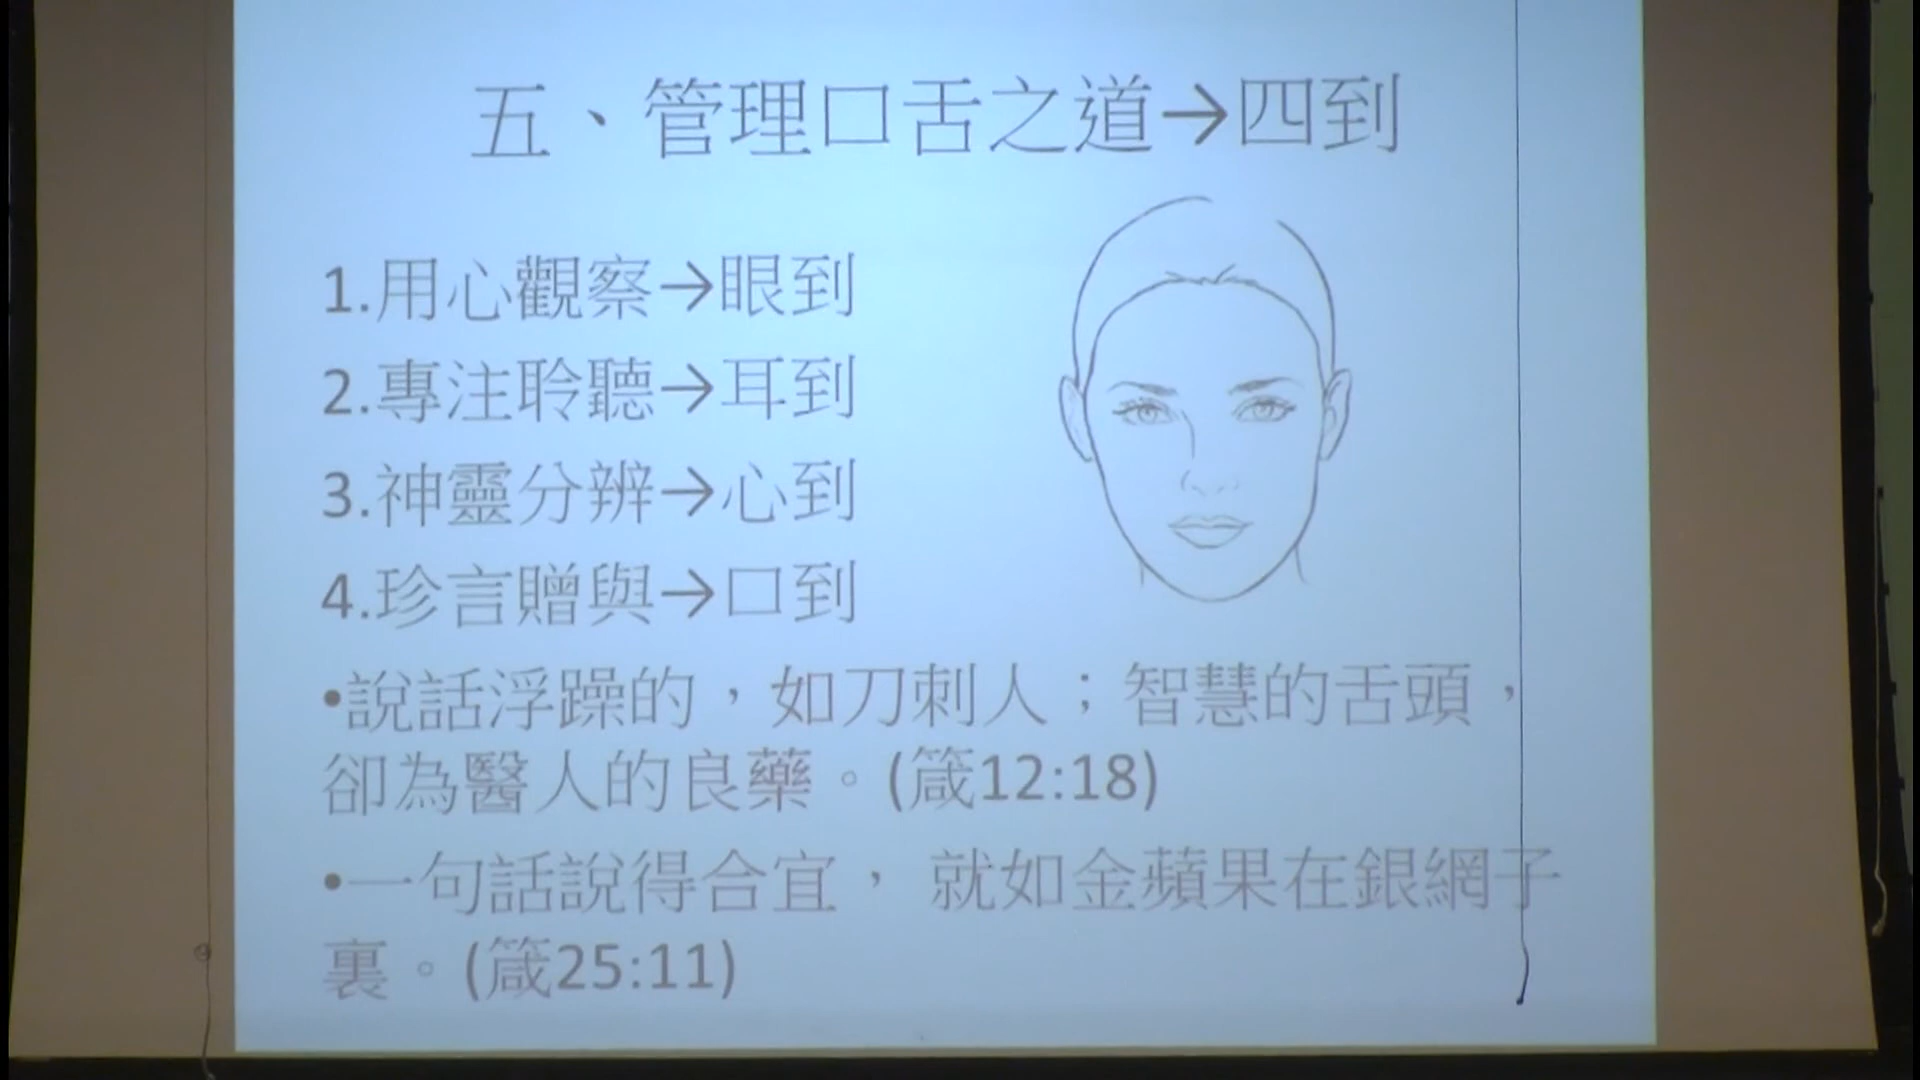 五、管理口舌之道→四到
1.用心觀察→眼到
2.專注聆聽→耳到
3.神靈分辨→心到
4.珍言贈與→口到
•說話浮躁的，如刀刺人；智慧的舌頭，
卻為醫人的良藥。(箴12:18)
•一句話說得合宜， 就如金蘋果在銀網子
裏。(箴25:11)